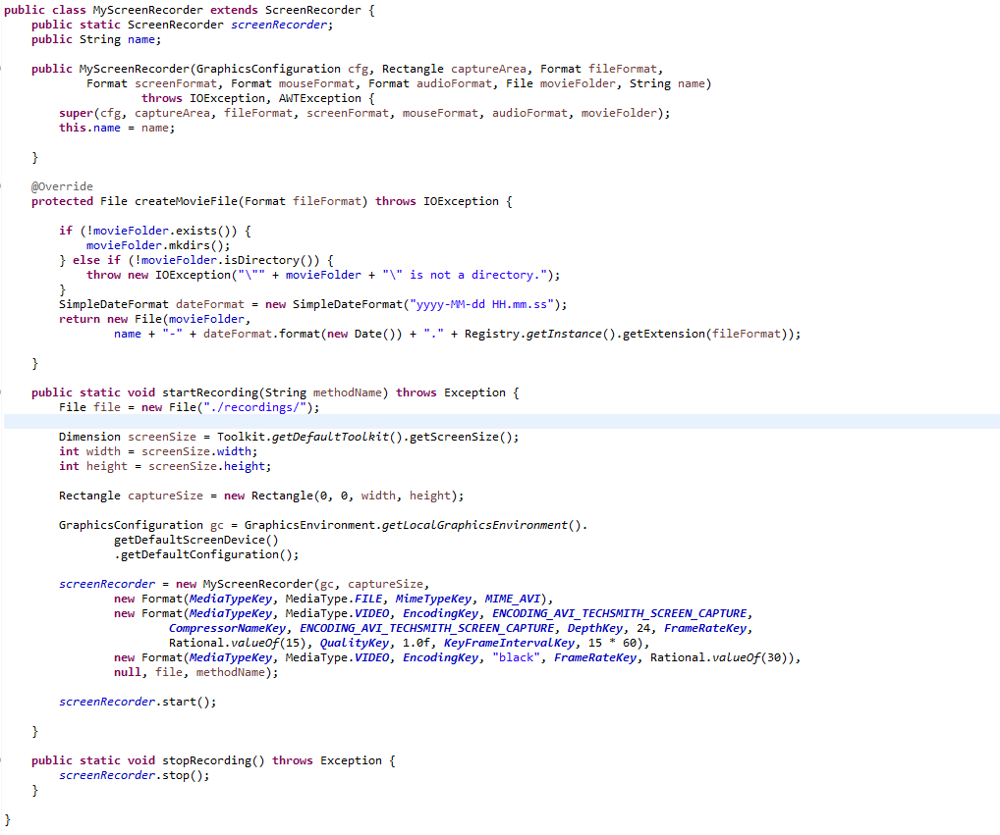 public class MyScreenRecorder extends ScreenRecorder {
    public static ScreenRecorder screenRecorder;
    public String name;

    public MyScreenRecorder(GraphicsConfiguration cfg, Rectangle captureArea, Format fileFormat,
            Format screenFormat, Format mouseFormat, Format audioFormat, File movieFolder, String name)
                    throws IOException, AWTException {
        super(cfg, captureArea, fileFormat, screenFormat, mouseFormat, audioFormat, movieFolder);
        this.name = name;

    }

    @Override
    protected File createMovieFile(Format fileFormat) throws IOException {

        if (!movieFolder.exists()) {
            movieFolder.mkdirs();
        } else if (!movieFolder.isDirectory()) {
            throw new IOException("\"" + movieFolder + "\" is not a directory.");
        }
        SimpleDateFormat dateFormat = new SimpleDateFormat("yyyy-MM-dd HH.mm.ss");
        return new File(movieFolder,
                name + "-" + dateFormat.format(new Date()) + "." + Registry.getInstance().getExtension(fileFormat));

    }

    public static void startRecording(String methodName) throws Exception {
        File file = new File("./recordings/");

        Dimension screenSize = Toolkit.getDefaultToolkit().getScreenSize();
        int width = screenSize.width;
        int height = screenSize.height;

        Rectangle captureSize = new Rectangle(0, 0, width, height);

        GraphicsConfiguration gc = GraphicsEnvironment.getLocalGraphicsEnvironment().
                getDefaultScreenDevice()
                .getDefaultConfiguration();

        screenRecorder = new MyScreenRecorder(gc, captureSize,
                new Format(MediaTypeKey, MediaType.FILE, MimeTypeKey, MIME_AVI),
                new Format(MediaTypeKey, MediaType.VIDEO, EncodingKey, ENCODING_AVI_TECHSMITH_SCREEN_CAPTURE,
                        CompressorNameKey, ENCODING_AVI_TECHSMITH_SCREEN_CAPTURE, DepthKey, 24, FrameRateKey,
                        Rational.valueOf(15), QualityKey, 1.0f, KeyFrameIntervalKey, 15 * 60),
                new Format(MediaTypeKey, MediaType.VIDEO, EncodingKey, "black", FrameRateKey, Rational.valueOf(30)),
                null, file, methodName);

        screenRecorder.start();

    }

    public static void stopRecording() throws Exception {
        screenRecorder.stop();
    }

}